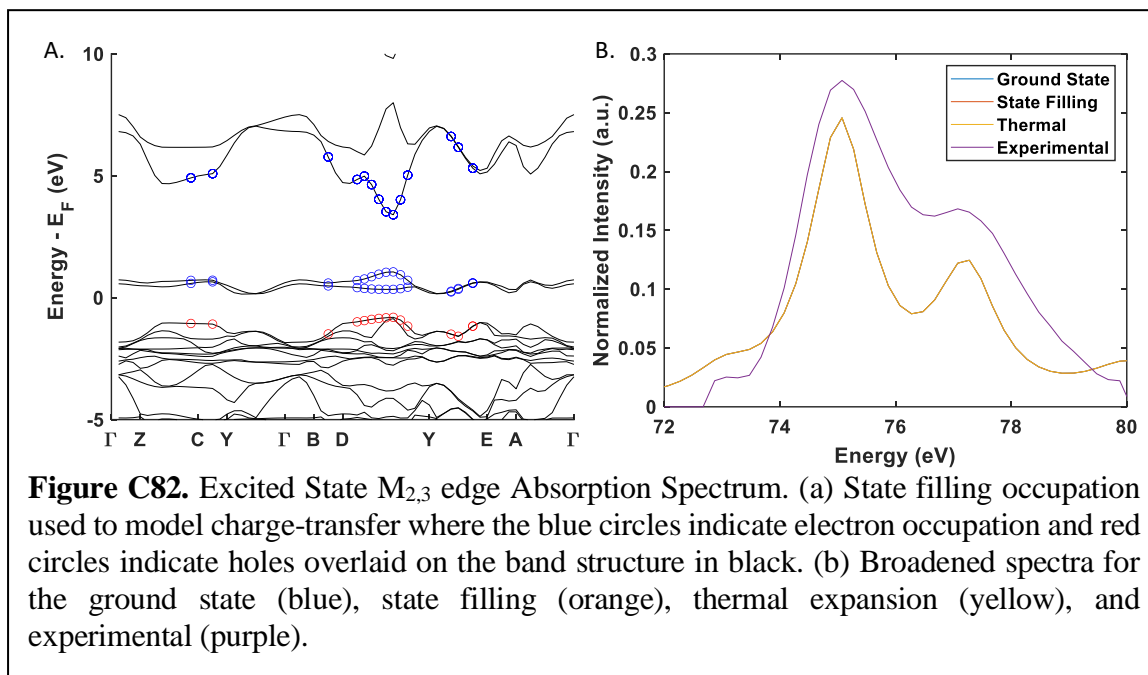 A.
10
5
0
-5
Energy - E_F (eV)
Γ Z C Y Γ B D Y E A Γ
B.
0.3
0.25
0.2
0.15
0.1
0.05
0
Normalized Intensity (a.u.)
Ground State
State Filling
Thermal
Experimental
72 74 76 78 80
Energy (eV)
Figure C82. Excited State M2,3 edge Absorption Spectrum. (a) State filling occupation
used to model charge-transfer where the blue circles indicate electron occupation and red
circles indicate holes overlaid on the band structure in black. (b) Broadened spectra for
the ground state (blue), state filling (orange), thermal expansion (yellow), and
experimental (purple).